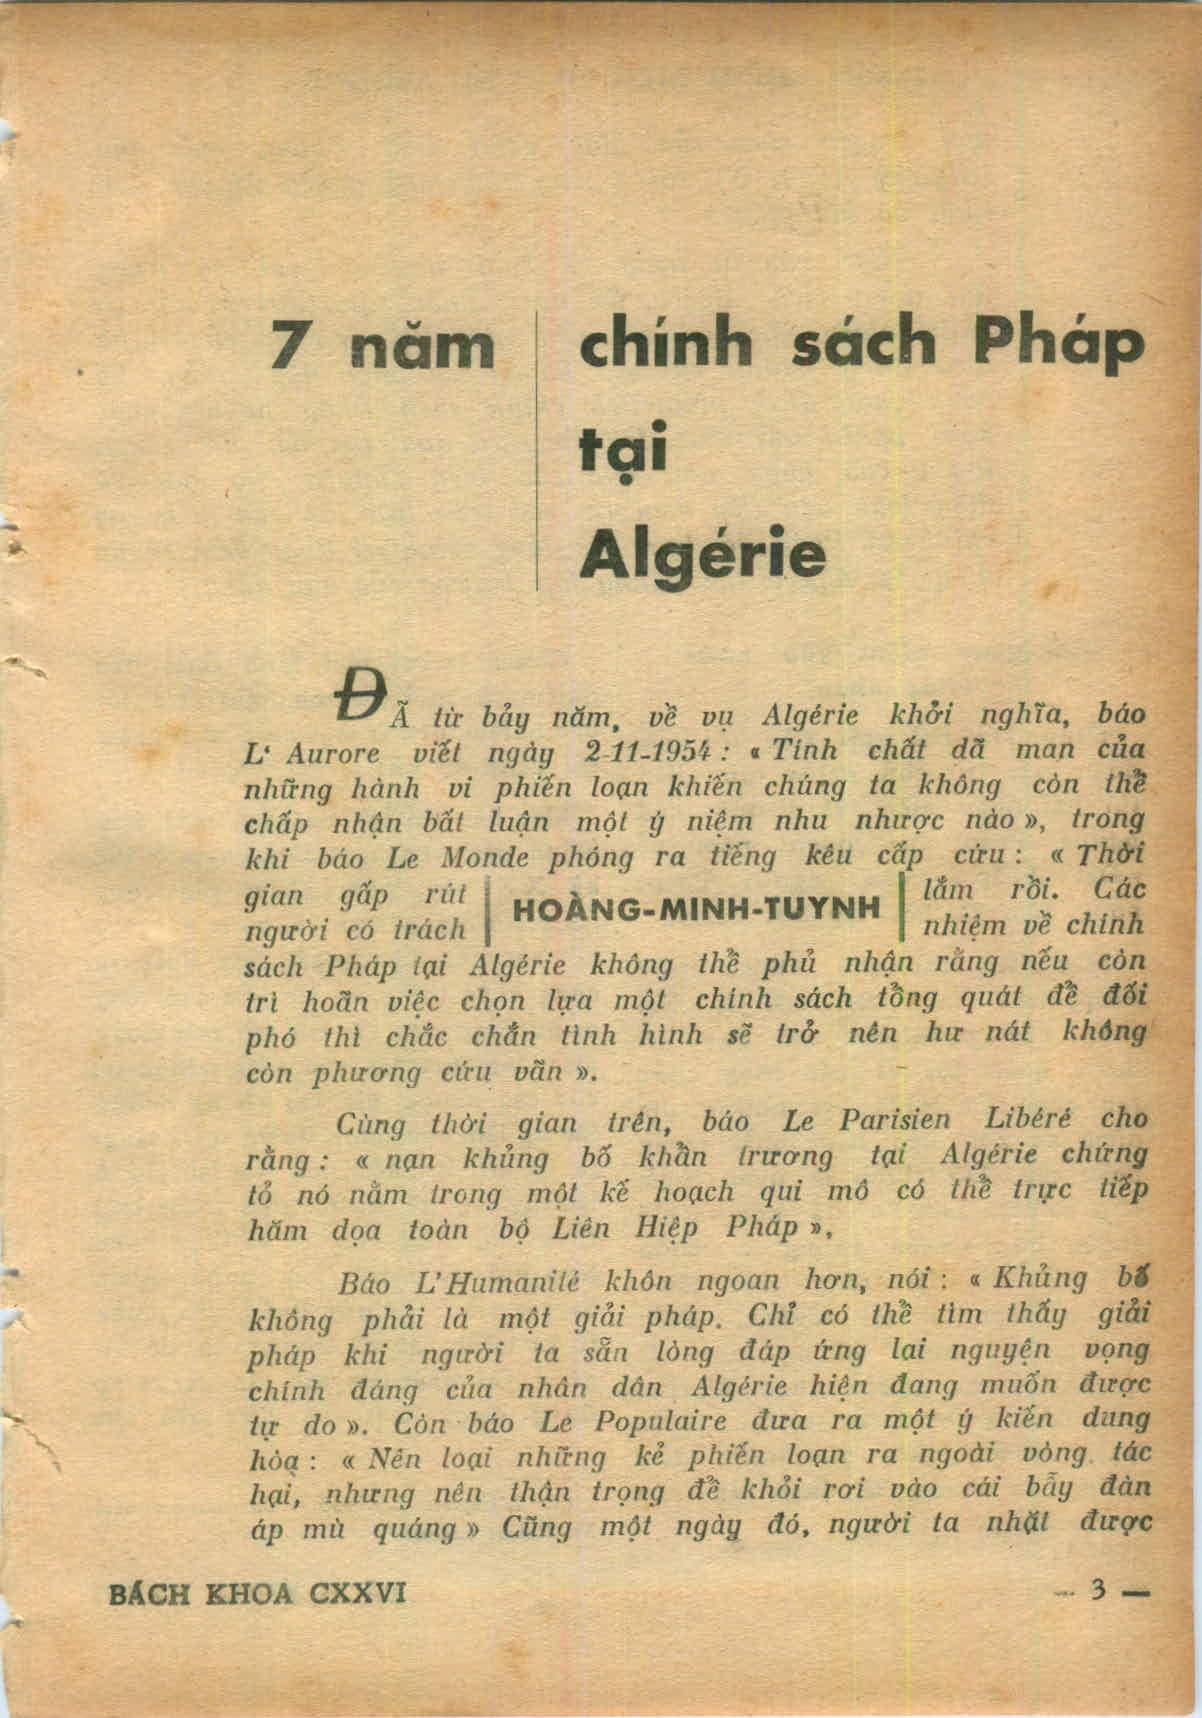 7 năm chính sách Pháp
tại
Algérie
ĐÃ từ bảy năm, về vụ Algérie khởi nghĩa, báo
L' Aurore viết ngày 2-11-1954 : « Tính chất dã man của
những hành vi phiến loạn khiến chúng ta không còn thể
chấp nhận bất luận một ý niệm nhu nhược nào », trong
khi báo Le Monde phóng ra tiếng kêu cấp cứu : « Thời
gian gấp rút lắm rồi. Các
người có trách nhiệm về chính
HOÀNG-MINH-TUYNH
sách Pháp tại Algérie không thể phủ nhận rằng nếu còn
trì hoãn việc chọn lựa một chính sách tổng quát để đối
phó thì chắc chắn tình hình sẽ trở nên hư nát không
còn phương cứu vãn ».
Cùng thời gian trên, báo Le Parisien Libéré cho
rằng : « nạn khủng bố khẩn trương tại Algérie chứng
tỏ nó nằm trong một kế hoạch qui mô có thể trực tiếp
hăm dọa toàn bộ Liên Hiệp Pháp ».
Báo L'Humanité khôn ngoan hơn, nói : « Khủng bố
không phải là một giải pháp. Chỉ có thể tìm thấy giải
pháp khi người ta sẵn lòng đáp ứng lại nguyện vọng
chính đáng của nhân dân Algérie hiện đang muốn được
tự do ». Còn báo Le Populaire đưa ra một ý kiến dung
hòa : « Nên loại những kẻ phiến loạn ra ngoài vòng tác
hại, nhưng nên thận trọng để khỏi rơi vào cái bẫy đàn
áp mù quáng » Cũng một ngày đó, người ta nhặt được
BÁCH KHOA CXXVI — 3 —